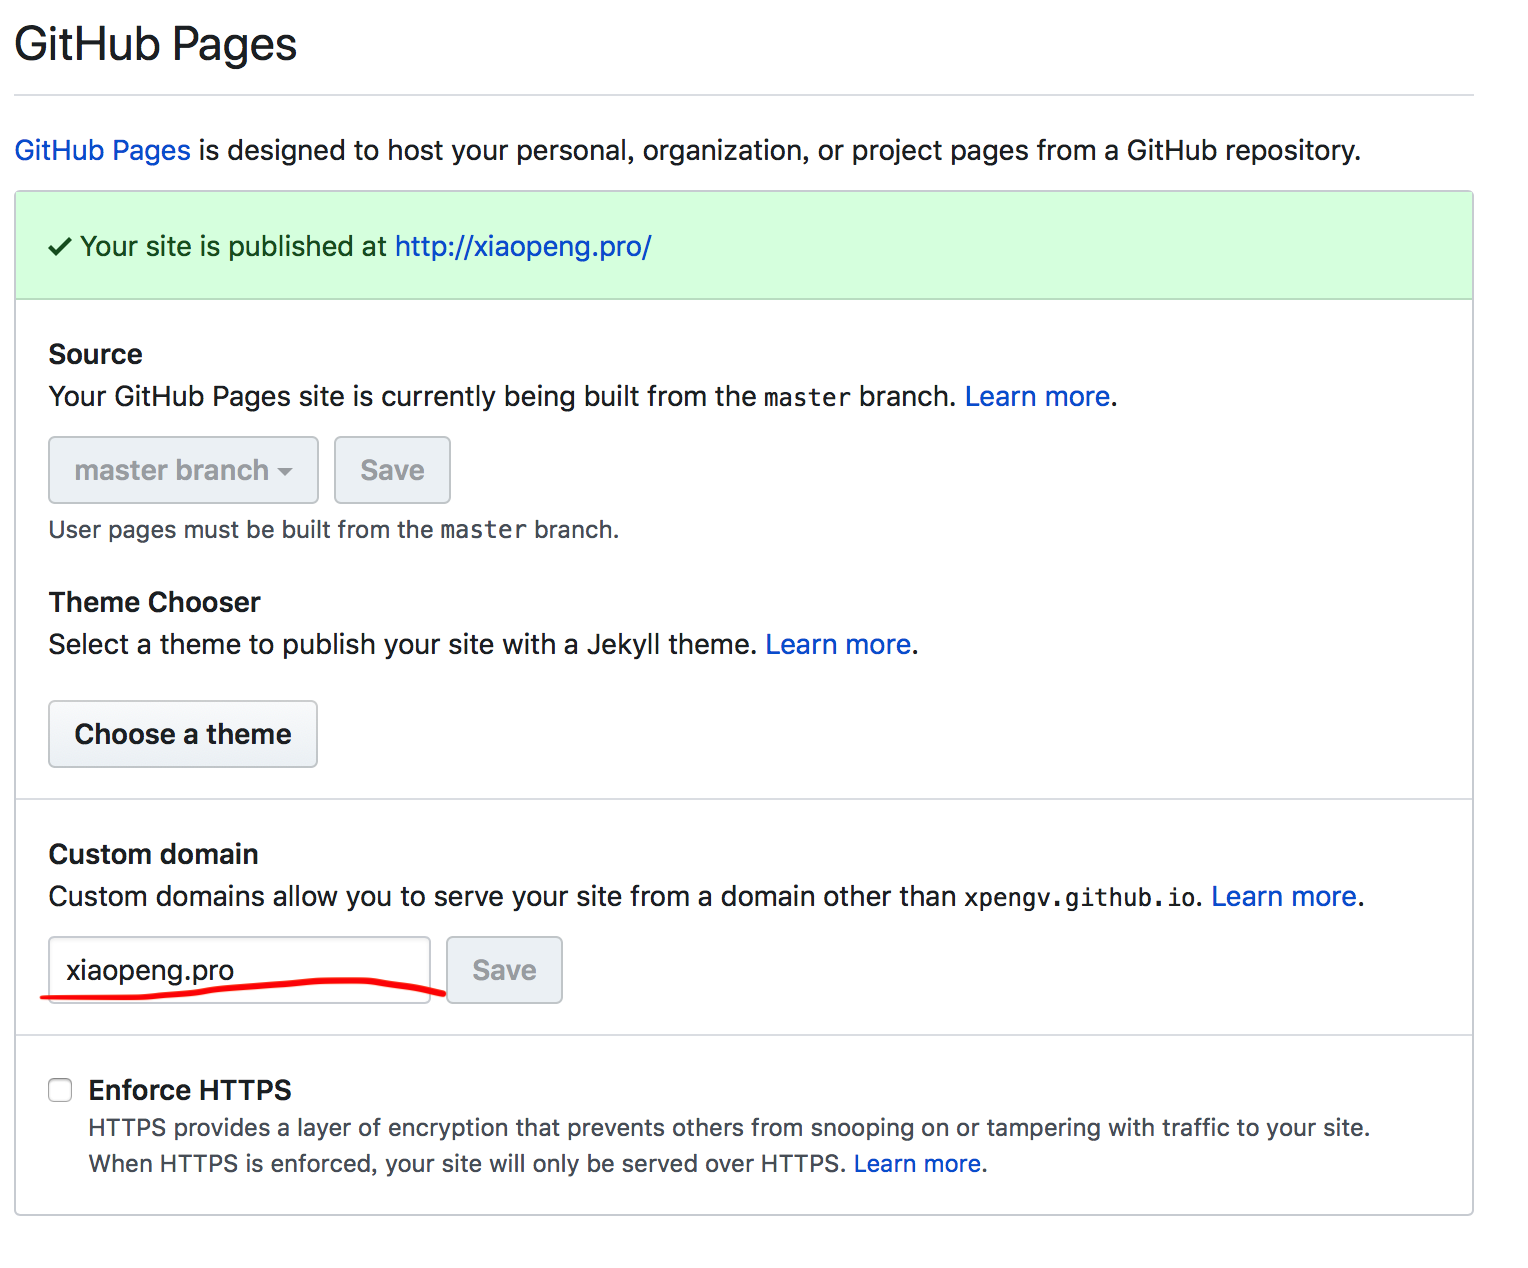 GitHub Pages
GitHub Pages is designed to host your personal, organization, or project pages from a GitHub repository.
Your site is published at http://xiaopeng.pro/
Source
Your GitHub Pages site is currently being built from the master branch. Learn more.
master branch
Save
User pages must be built from the master branch.
Theme Chooser
Select a theme to publish your site with a Jekyll theme. Learn more.
Choose a theme
Custom domain
Custom domains allow you to serve your site from a domain other than xpengv.github.io. Learn more.
xiaopeng.pro
Save
Enforce HTTPS
HTTPS provides a layer of encryption that prevents others from snooping on or tampering with traffic to your site.
When HTTPS is enforced, your site will only be served over HTTPS. Learn more.